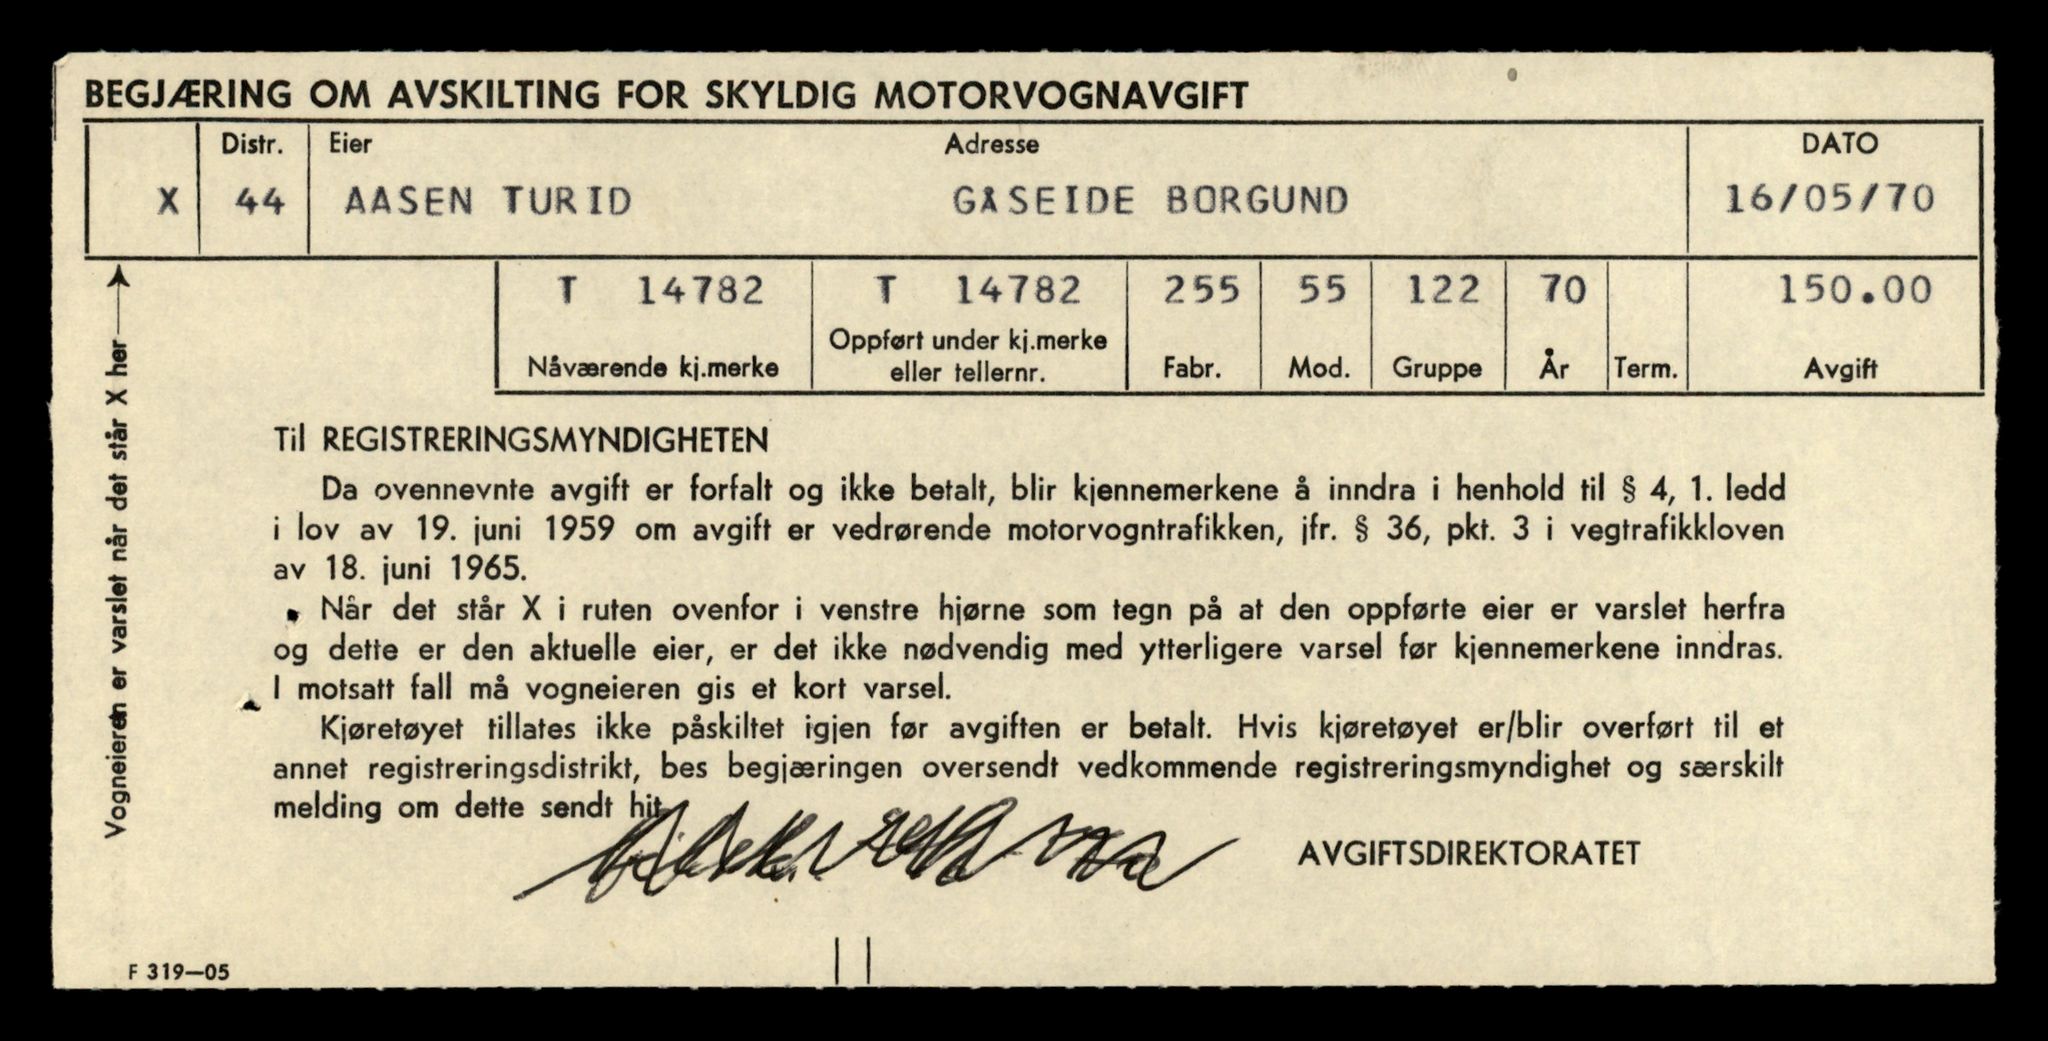 BEGJÆRING OM AVSKILTING FOR SKYLDIG MOTORVOGNAVGIFT
Distr. Eier Adresse DATO
X 44 AASEN TURID GÅSEIDE BORGUND 16/05/70
T 14782 T 14782 255 55 122 70 150.00
Nåværende kj.merke Oppført under kj.merke eller tellernr. Fabr. Mod. Gruppe År Term. Avgift
Vogneieren er varslet når det står X her
Til REGISTRERINGSMYNDIGHETEN
Da ovennevnte avgift er forfalt og ikke betalt, blir kjennemerkene å inndra i henhold til § 4, 1. ledd
i lov av 19. juni 1959 om avgift er vedrørende motorvogntrafikken, jfr. § 36, pkt. 3 i vegtrafikkloven
av 18. juni 1965.
Når det står X i ruten ovenfor i venstre hjørne som tegn på at den oppførte eier er varslet herfra
og dette er den aktuelle eier, er det ikke nødvendig med ytterligere varsel før kjennemerkene inndras.
I motsatt fall må vogneieren gis et kort varsel.
Kjøretøyet tillates ikke påskiltet igjen før avgiften er betalt. Hvis kjøretøyet er/blir overført til et
annet registreringsdistrikt, bes begjæringen oversendt vedkommende registreringsmyndighet og særskilt
melding om dette sendt hit.
AVGIFTSDIREKTORATET
F 319—05